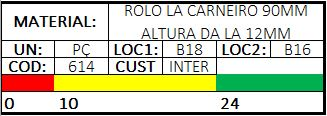 MATERIAL: ROLO LA CARNEIRO 90MM
ALTURA DA LA 12MM
UN: PÇ LOC1: B18 LOC2: B16
COD: 614 CUST INTER
0 10 24